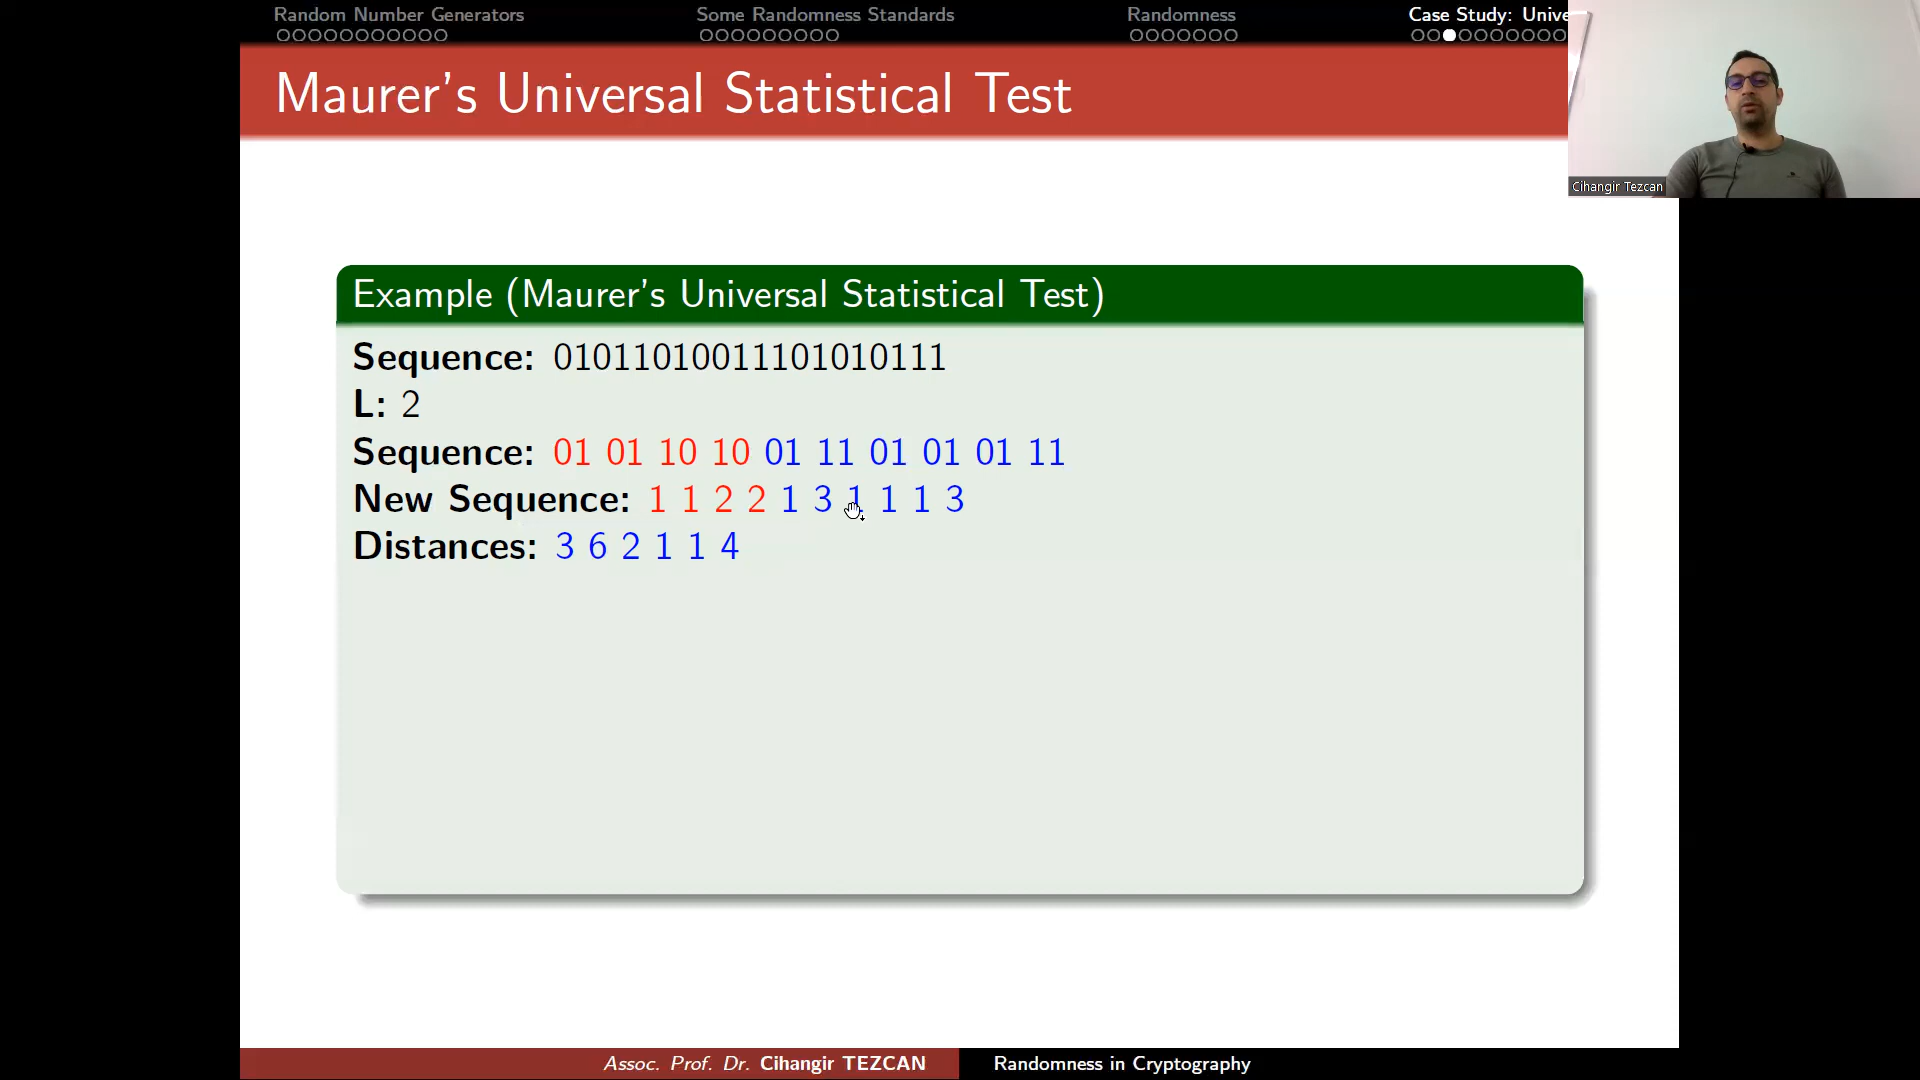 Random Number Generators Some Randomness Standards Randomness Case Study: Unive
Maurer's Universal Statistical Test
Cihangir Tezcan
Example (Maurer's Universal Statistical Test)
Sequence: 01011010011101010111
L: 2
Sequence: 01 01 10 10 01 11 01 01 01 11
New Sequence: 1 1 2 2 1 3 1 1 1 3
Distances: 3 6 2 1 1 4
Assoc. Prof. Dr. Cihangir TEZCAN Randomness in Cryptography